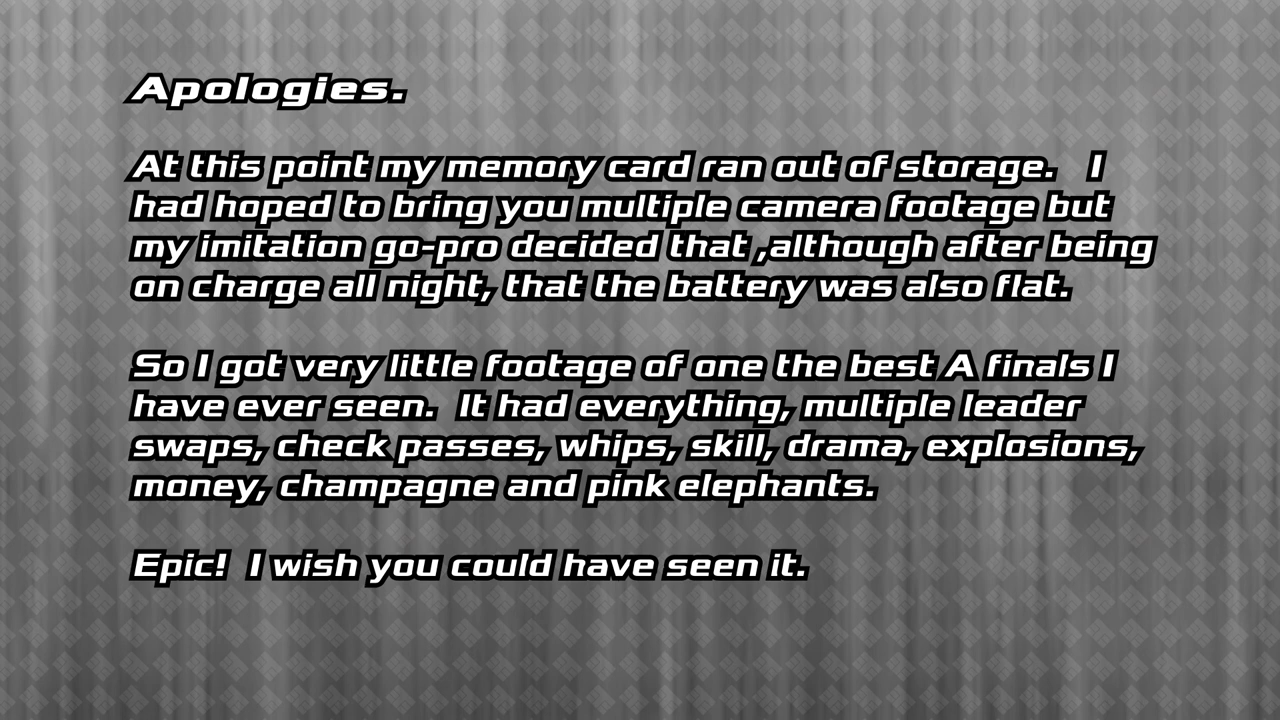 Apologies.
At this point my memory card ran out of storage.   I
had hoped to bring you multiple camera footage but
my imitation go-pro decided that ,although after being
on charge all night, that the battery was also flat.
So I got very little footage of one the best A finals I
have ever seen.  It had everything, multiple leader
swaps, check passes, whips, skill, drama, explosions,
money, champagne and pink elephants.
Epic!  I wish you could have seen it.